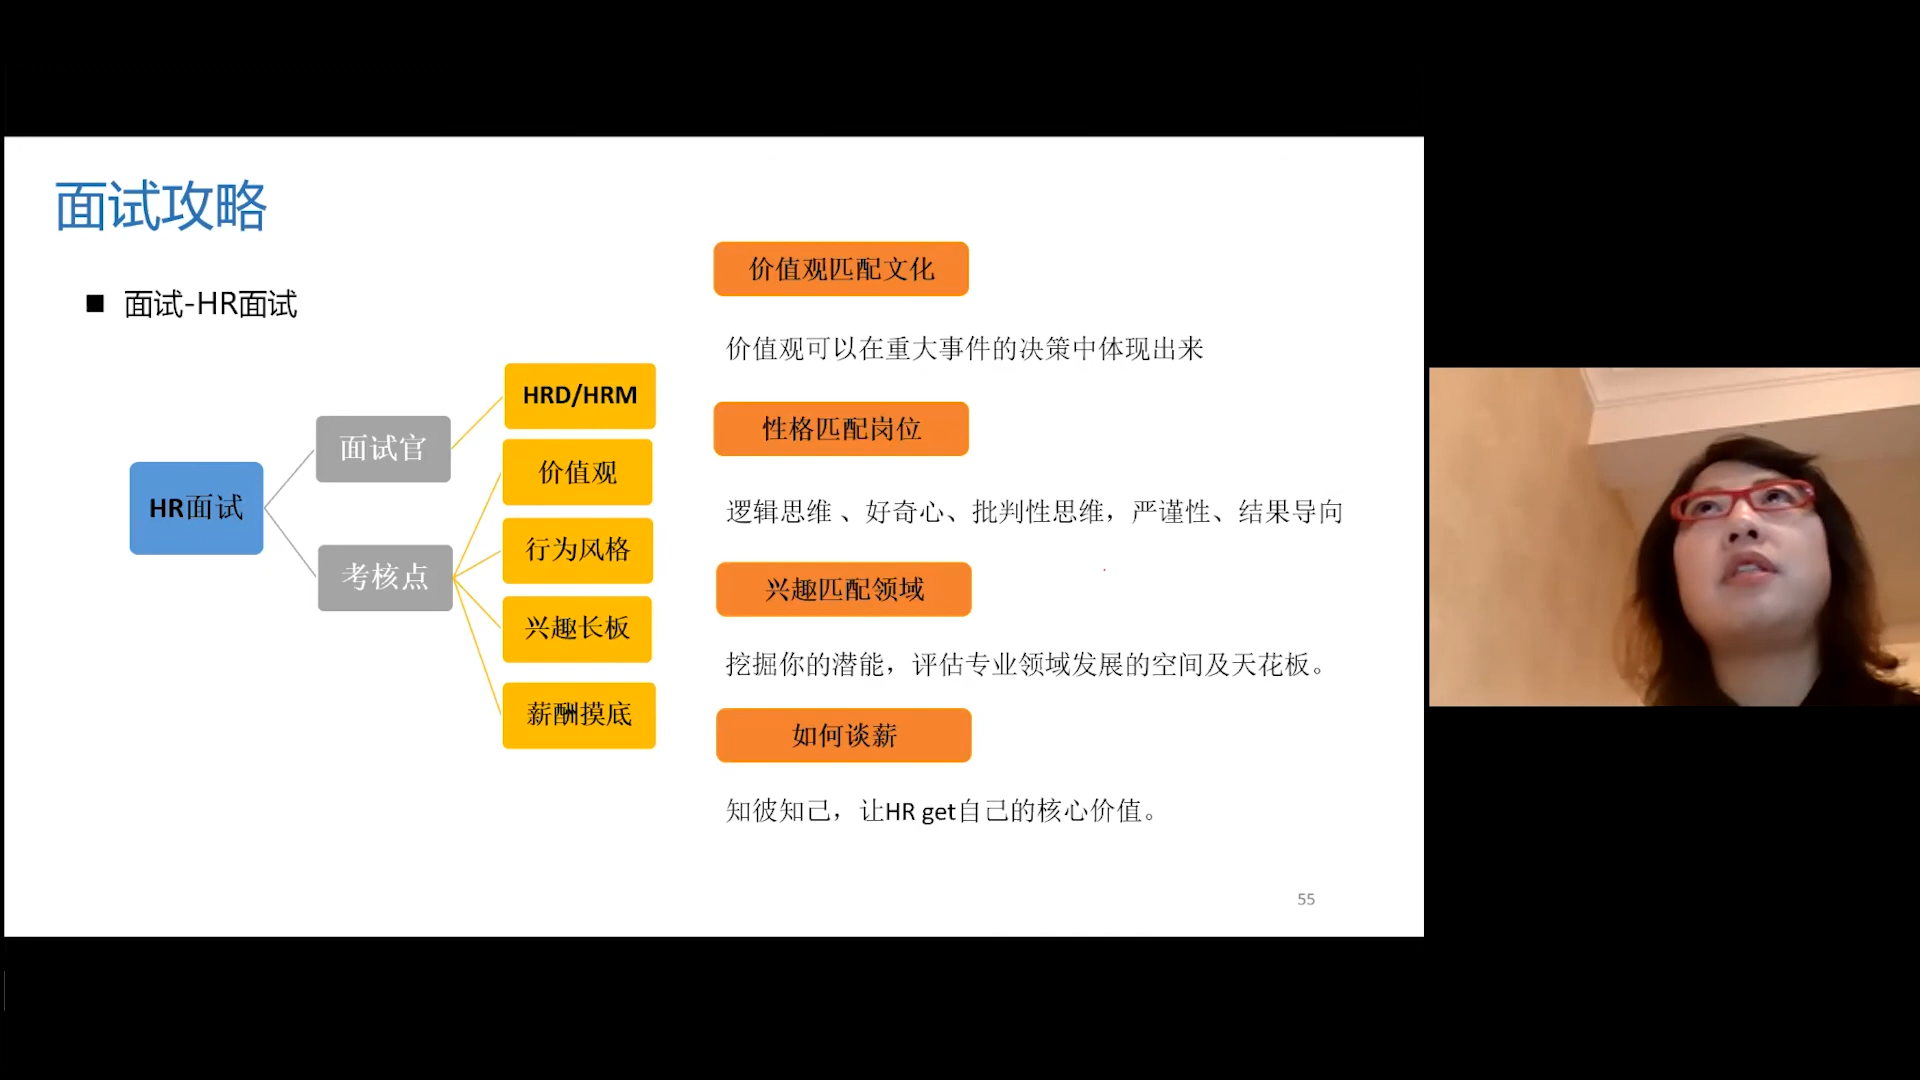 面试攻略
■ 面试-HR面试
HR面试
面试官
考核点
HRD/HRM
价值观
行为风格
兴趣长板
薪酬摸底
价值观匹配文化
价值观可以在重大事件的决策中体现出来
性格匹配岗位
逻辑思维 、好奇心、批判性思维，严谨性、结果导向
兴趣匹配领域
挖掘你的潜能，评估专业领域发展的空间及天花板。
如何谈薪
知彼知己，让HR get自己的核心价值。
55